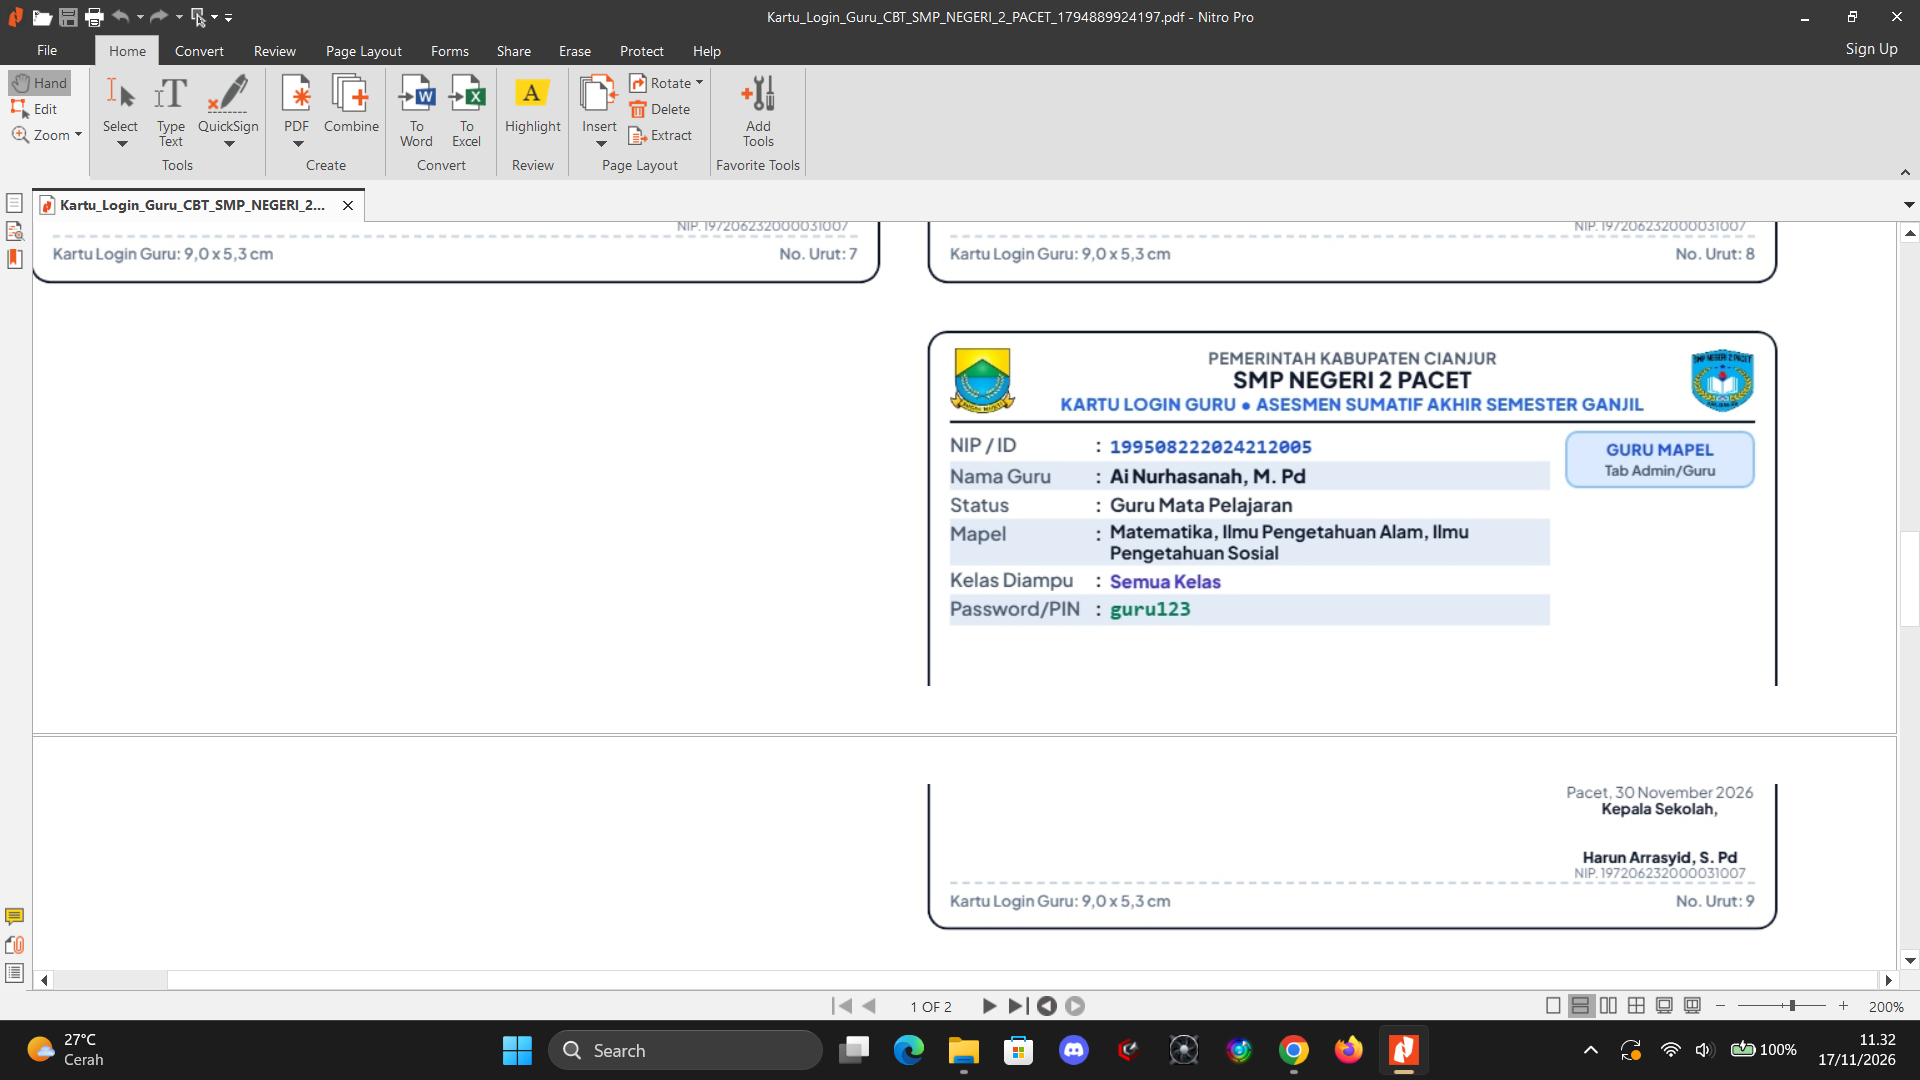 Kartu_Login_Guru_CBT_SMP_NEGERI_2_PACET_1794889924197.pdf - Nitro Pro
File
Home
Convert
Review
Page Layout
Forms
Share
Erase
Protect
Help
Sign Up
Hand
Edit
Zoom
Select
Type
Text
QuickSign
Tools
PDF
Combine
Create
To
Word
To
Excel
Convert
Highlight
Review
Insert
Rotate
Delete
Extract
Page Layout
Add
Tools
Favorite Tools
Kartu_Login_Guru_CBT_SMP_NEGERI_2...
NIP. 197206232000031007
Kartu Login Guru: 9,0 x 5,3 cm
No. Urut: 7
NIP. 197206232000031007
Kartu Login Guru: 9,0 x 5,3 cm
No. Urut: 8
PEMERINTAH KABUPATEN CIANJUR
SMP NEGERI 2 PACET
KARTU LOGIN GURU ● ASESMEN SUMATIF AKHIR SEMESTER GANJIL
SMP NEGERI 2 PACET
NIP / ID : 199508222024212005
Nama Guru : Ai Nurhasanah, M. Pd
Status : Guru Mata Pelajaran
Mapel : Matematika, Ilmu Pengetahuan Alam, Ilmu
Pengetahuan Sosial
Kelas Diampu : Semua Kelas
Password/PIN : guru123
GURU MAPEL
Tab Admin/Guru
Pacet, 30 November 2026
Kepala Sekolah,
Harun Arrasyid, S. Pd
NIP. 197206232000031007
Kartu Login Guru: 9,0 x 5,3 cm
No. Urut: 9
1 OF 2
200%
27°C
Cerah
Search
100%
11.32
17/11/2026